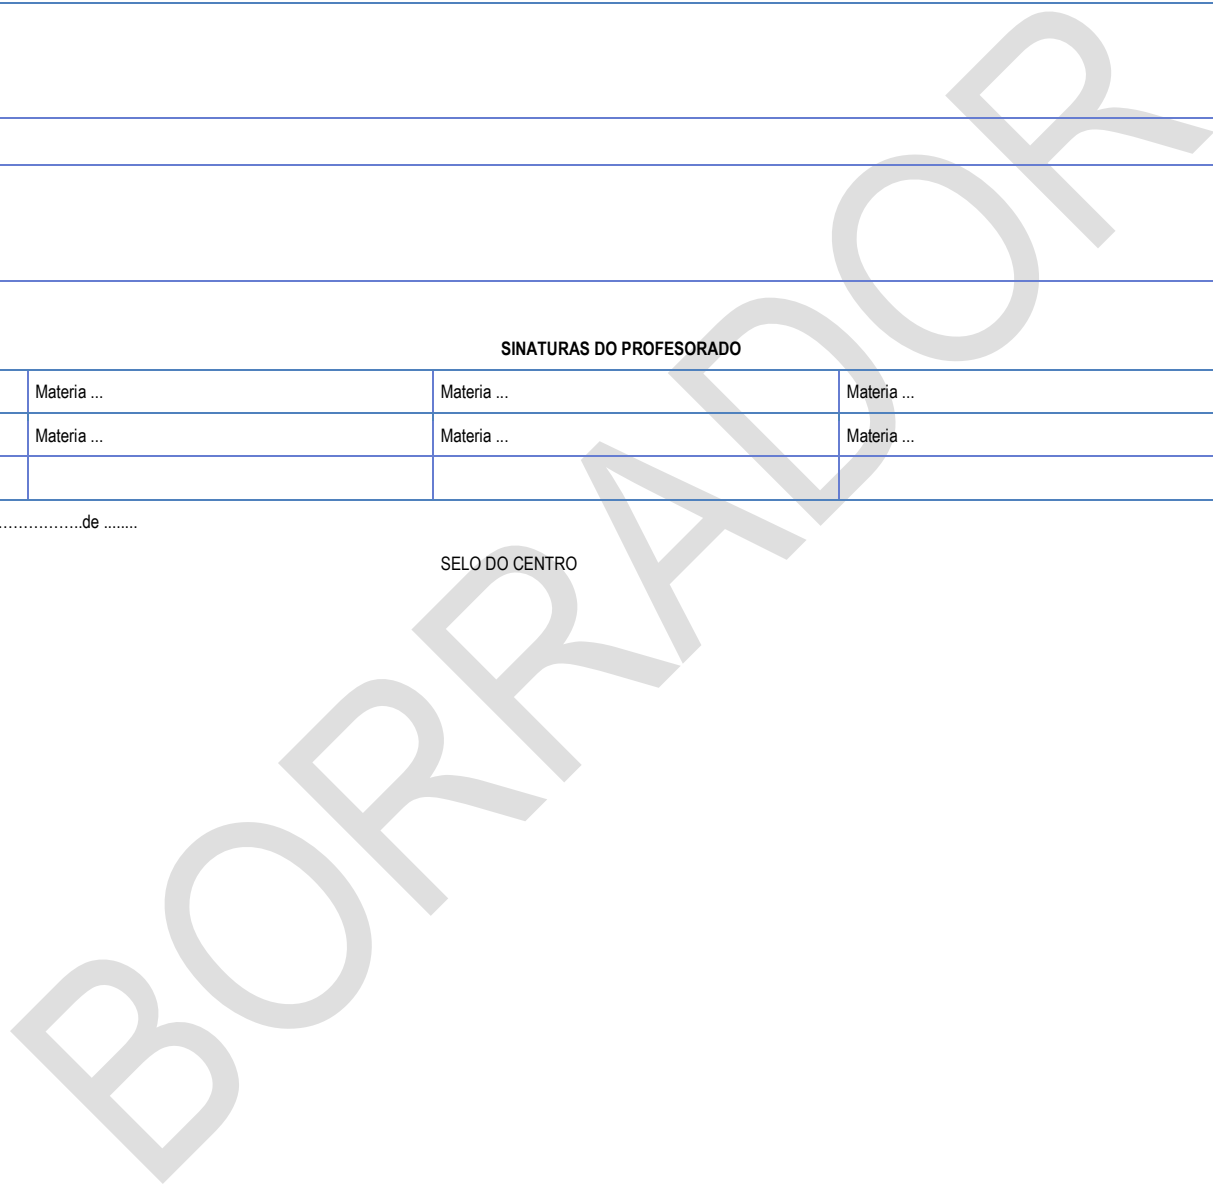 SINATURAS DO PROFESORADO
Materia ... Materia ... Materia ...
Materia ... Materia ... Materia ...
……………..de ........
SELO DO CENTRO
BORRADOR